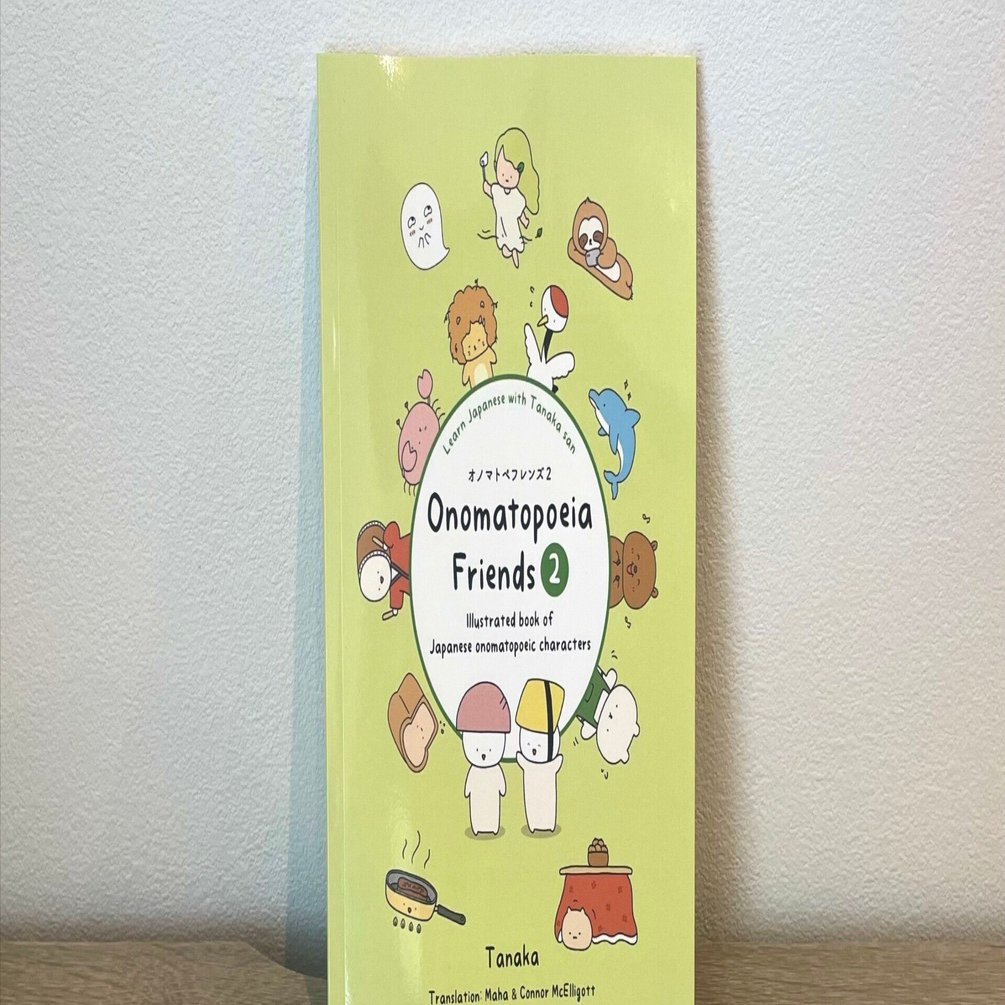 Learn Japanese with Tanaka san
オノマトペフレンズ2
Onomatopoeia
Friends 2
Illustrated book of
Japanese onomatopoeic characters
Tanaka
Translation: Maha & Connor McElligott